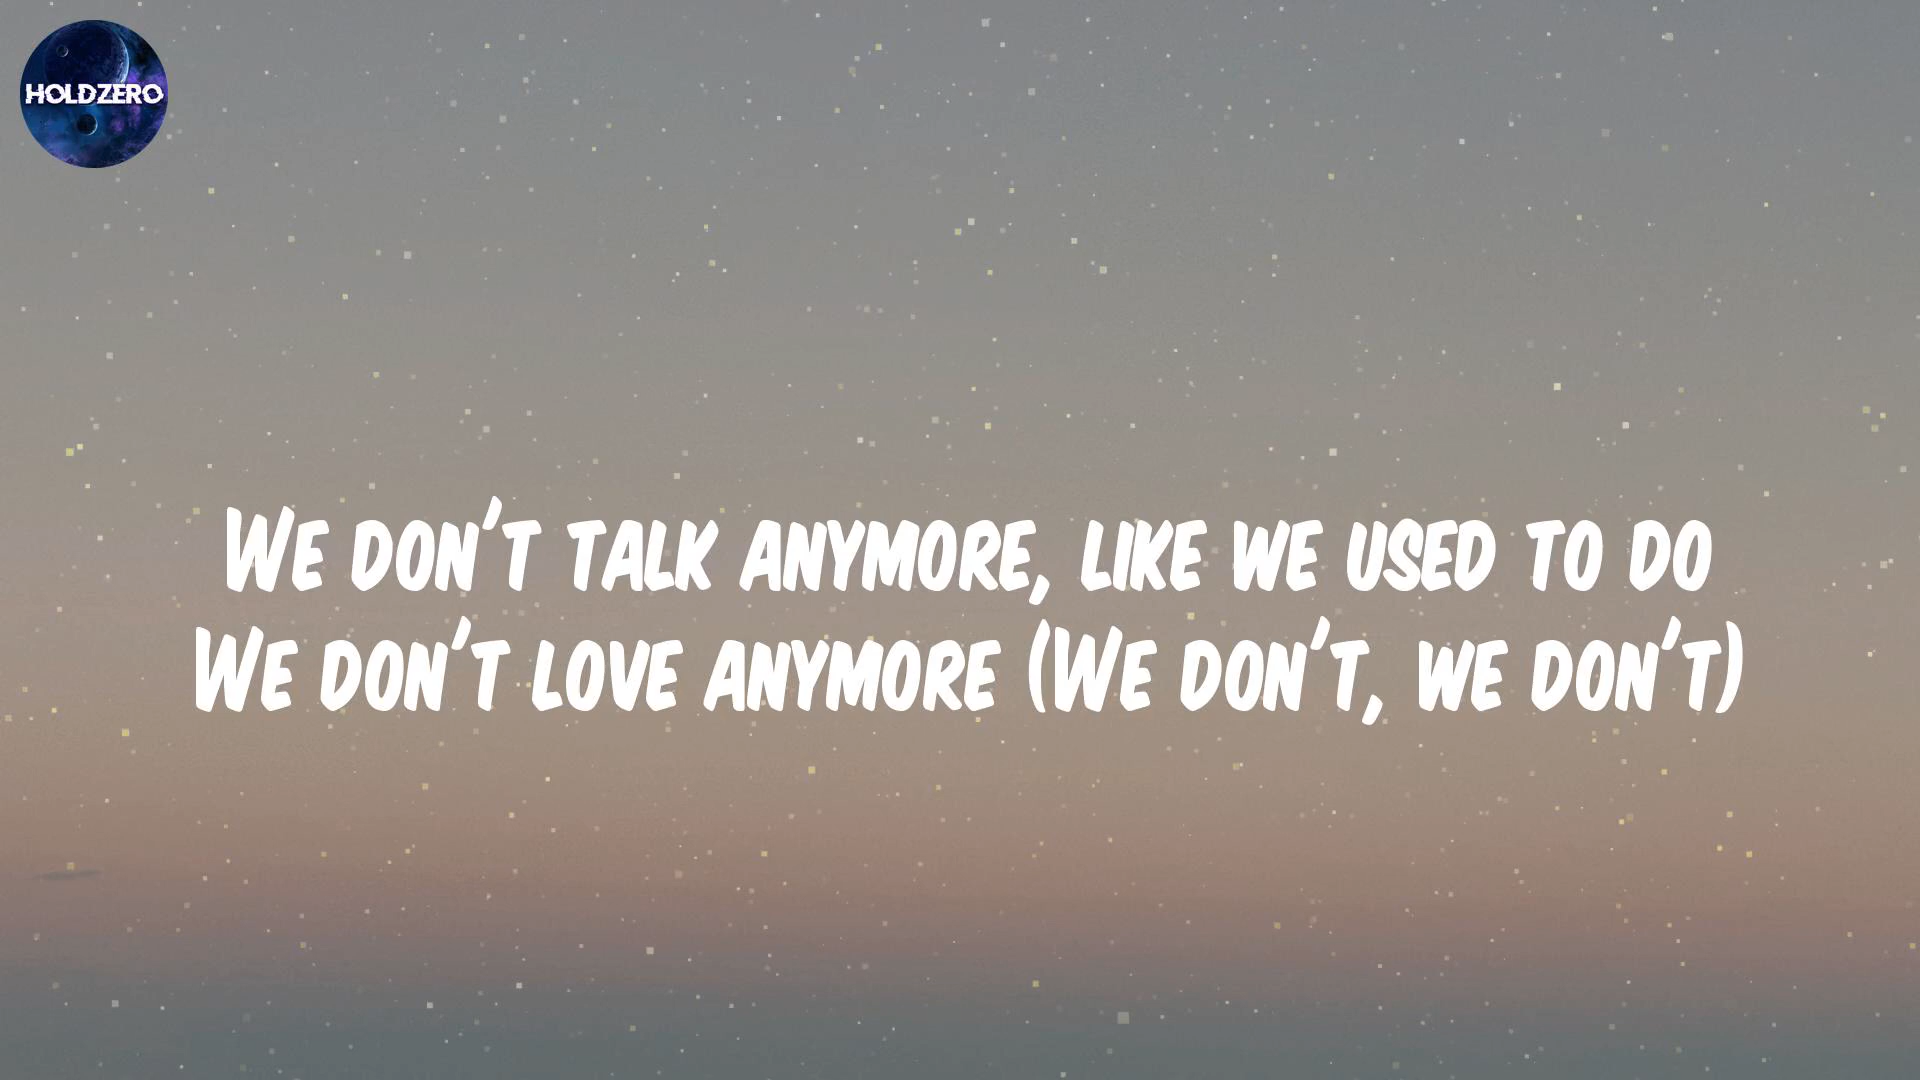 HOLDZERO
We don't talk anymore, like we used to do
We don't love anymore (We don't, we don't)